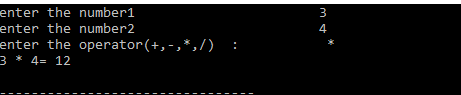 enter the number1                       3
enter the number2                       4
enter the operator(+,-,*,/)  :           *
3 * 4= 12
--------------------------------